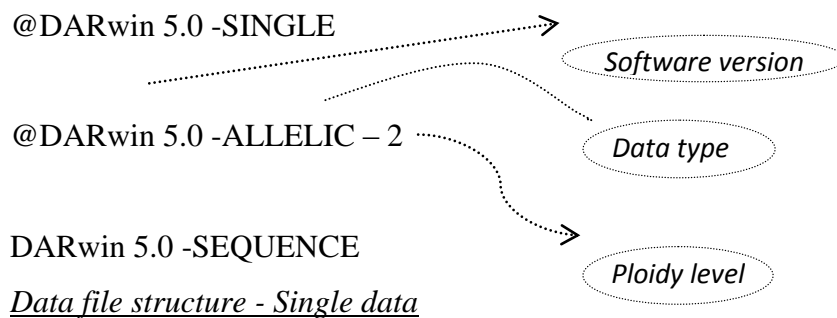 @DARwin 5.0 -SINGLE
Software version
@DARwin 5.0 -ALLELIC – 2
Data type
DARwin 5.0 -SEQUENCE
Ploidy level
Data file structure - Single data